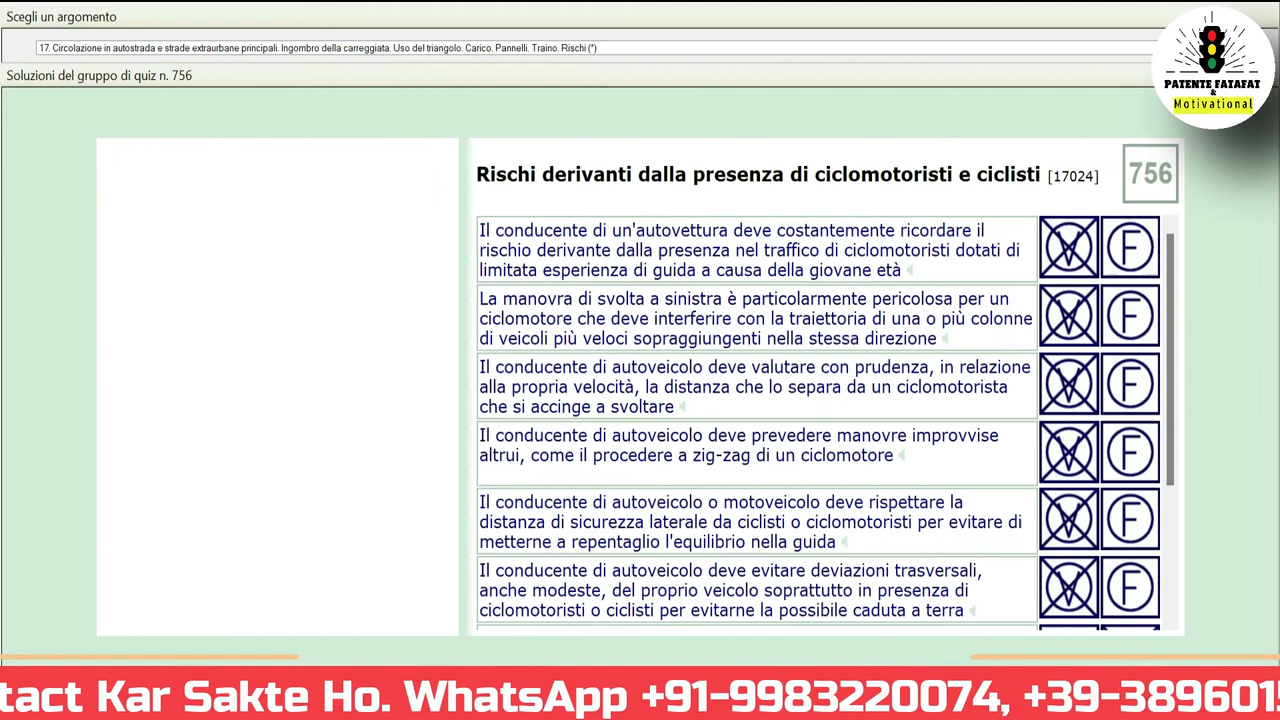 Scegli un argomento
17. Circolazione in autostrada e strade extraurbane principali. Ingombro della carreggiata. Uso del triangolo. Carico. Pannelli. Traino. Rischi (*)
Soluzioni del gruppo di quiz n. 756
PATENTE FATAFAT
&
Motivational
Rischi derivanti dalla presenza di ciclomotoristi e ciclisti [17024]
756
Il conducente di un'autovettura deve costantemente ricordare il
rischio derivante dalla presenza nel traffico di ciclomotoristi dotati di
limitata esperienza di guida a causa della giovane età
V F
La manovra di svolta a sinistra è particolarmente pericolosa per un
ciclomotore che deve interferire con la traiettoria di una o più colonne
di veicoli più veloci sopraggiungenti nella stessa direzione
V F
Il conducente di autoveicolo deve valutare con prudenza, in relazione
alla propria velocità, la distanza che lo separa da un ciclomotorista
che si accinge a svoltare
V F
Il conducente di autoveicolo deve prevedere manovre improvvise
altrui, come il procedere a zig-zag di un ciclomotore
V F
Il conducente di autoveicolo o motoveicolo deve rispettare la
distanza di sicurezza laterale da ciclisti o ciclomotoristi per evitare di
metterne a repentaglio l'equilibrio nella guida
V F
Il conducente di autoveicolo deve evitare deviazioni trasversali,
anche modeste, del proprio veicolo soprattutto in presenza di
ciclomotoristi o ciclisti per evitarne la possibile caduta a terra
V F
tact Kar Sakte Ho. WhatsApp +91-9983220074, +39-389601